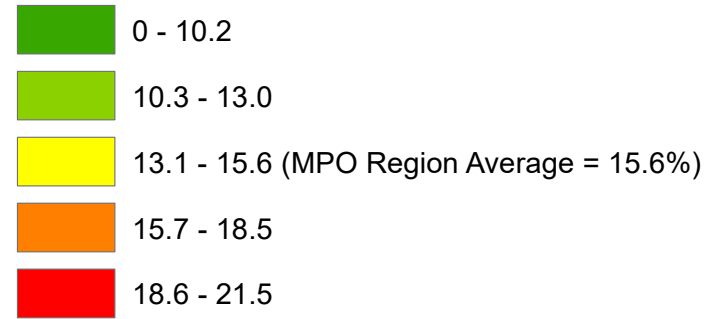 0 - 10.2
10.3 - 13.0
13.1 - 15.6 (MPO Region Average = 15.6%)
15.7 - 18.5
18.6 - 21.5